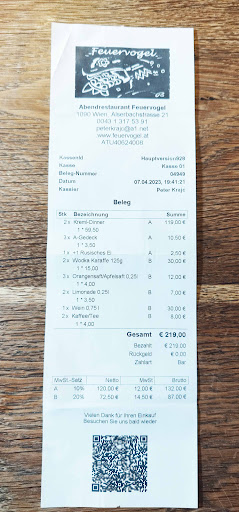 Feuervogel
Abendrestaurant Feuervogel
1090 Wien, Alserbachstrasse 21
0043 1 317 53 91
peterkrajc@a1.net
www.feuervogel.at
ATU40624008
Kassenld Hauptversion928
Kasse Kasse 01
Beleg-Nummer 04949
Datum 07.04.2023, 19:41:21
Kassier Peter Krajc
Beleg
Stk Bezeichnung Summe
2x Kreml-Dinner A 119,00 €
1 * 59,50
3x A-Gedeck A 10,50 €
1 * 3,50
1x +1 Russisches Ei A 2,50 €
2x Wodka Karaffe 125g B 30,00 €
1 * 15,00
3x Orangensaft/Apfelsaft 0,25l B 12,00 €
1 * 4,00
2x Limonade 0,25l B 7,00 €
1 * 3,50
1x Wein 0,75 l B 30,00 €
2x Kaffee/Tee B 8,00 €
1 * 4,00
Gesamt € 219,00
Bezahlt € 219,00
Rückgeld € 0,00
Zahlart Bar
MwSt.-Satz Netto MwSt. Brutto
A 10% 120,00 € 12,00 € 132,00 €
B 20% 72,50 € 14,50 € 87,00 €
Vielen Dank für Ihren Einkauf
Besuchen Sie uns bald wieder